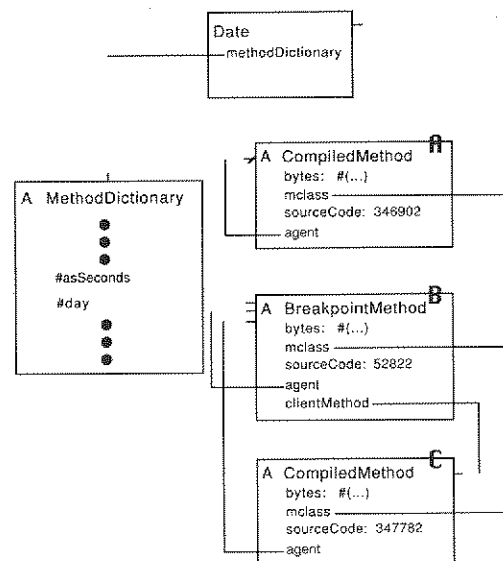 Date
methodDictionary
A
A CompiledMethod
bytes: #(...)
mclass
sourceCode: 346902
agent
A MethodDictionary
#asSeconds
#day
B
A BreakpointMethod
bytes: #(...)
mclass
sourceCode: 52822
agent
clientMethod
C
A CompiledMethod
bytes: #(...)
mclass
sourceCode: 347782
agent